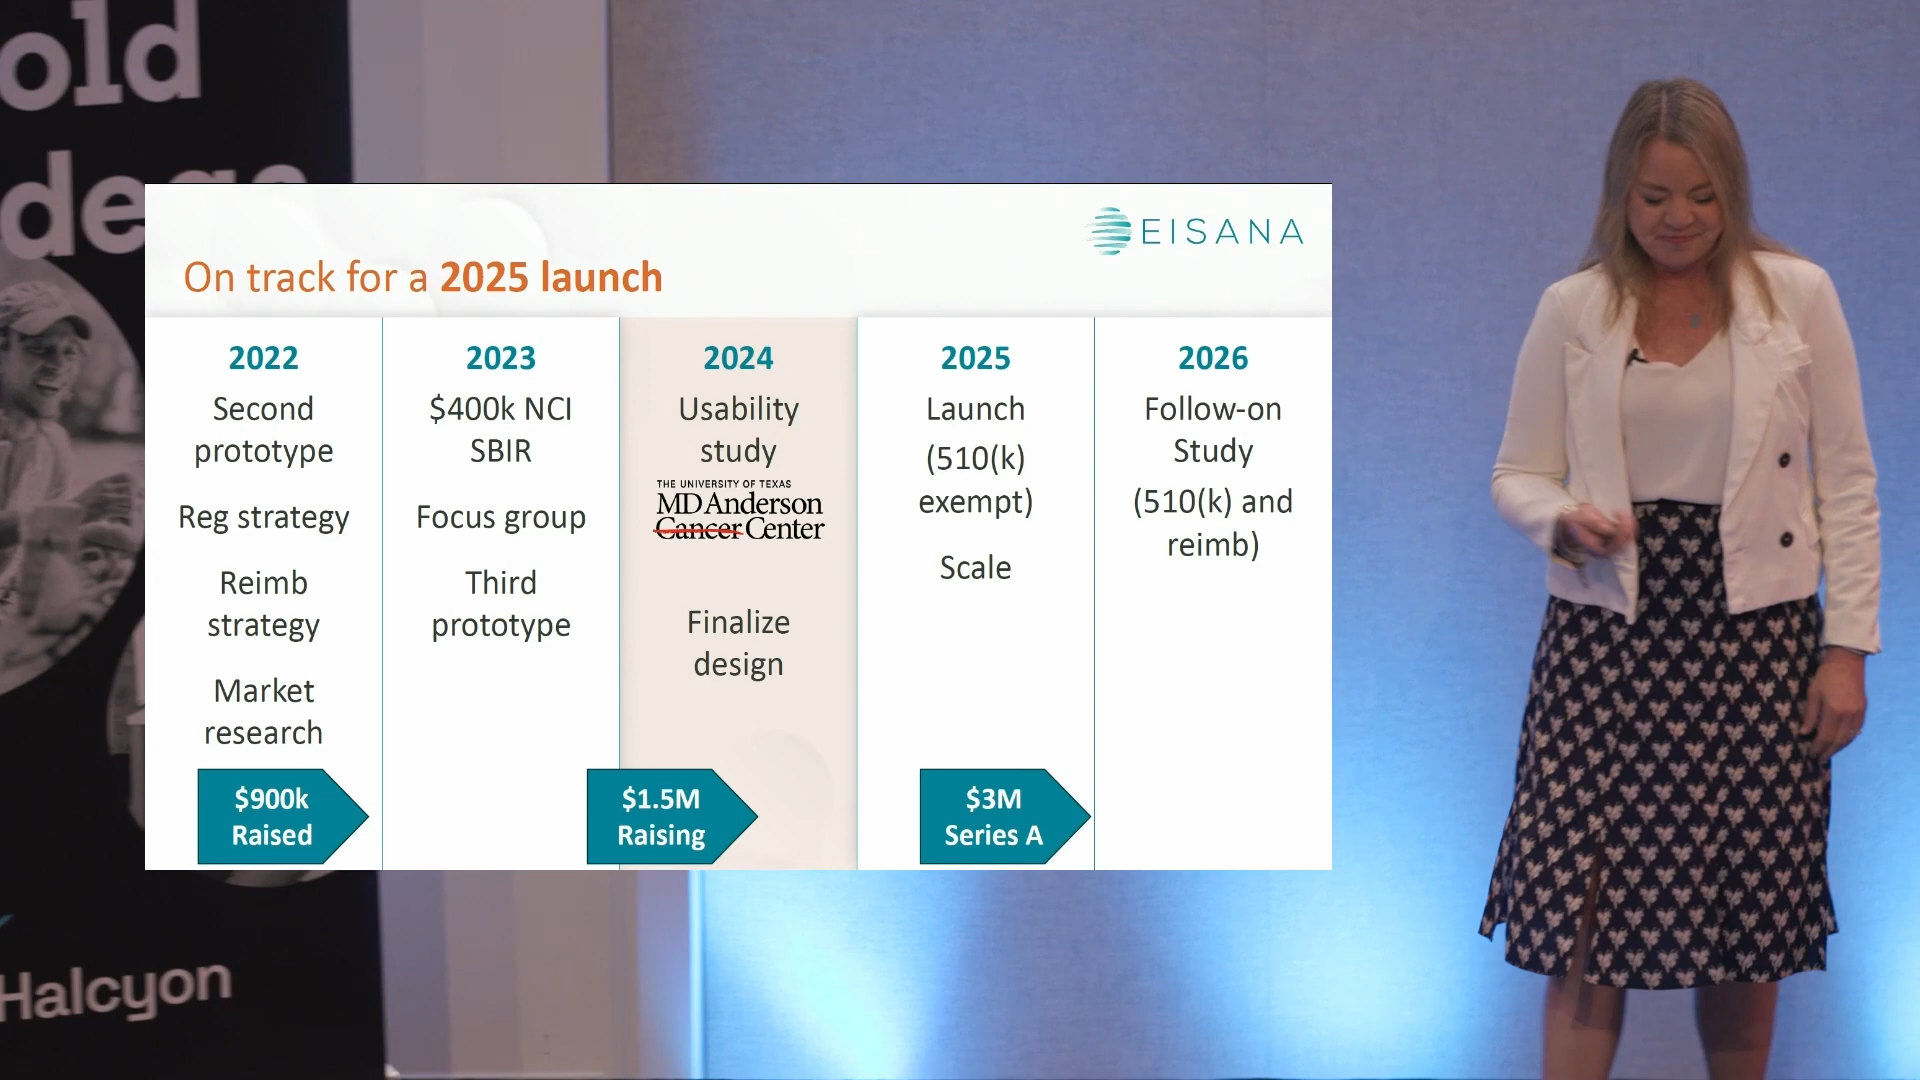 old
EISANA
On track for a 2025 launch
2022
Second
prototype
Reg strategy
Reimb
strategy
Market
research
$900k
Raised
2023
$400k NCI
SBIR
Focus group
Third
prototype
2024
Usability
study
THE UNIVERSITY OF TEXAS
MD Anderson
Cancer Center
Finalize
design
$1.5M
Raising
2025
Launch
(510(k)
exempt)
Scale
$3M
Series A
2026
Follow-on
Study
(510(k) and
reimb)
Halcyon